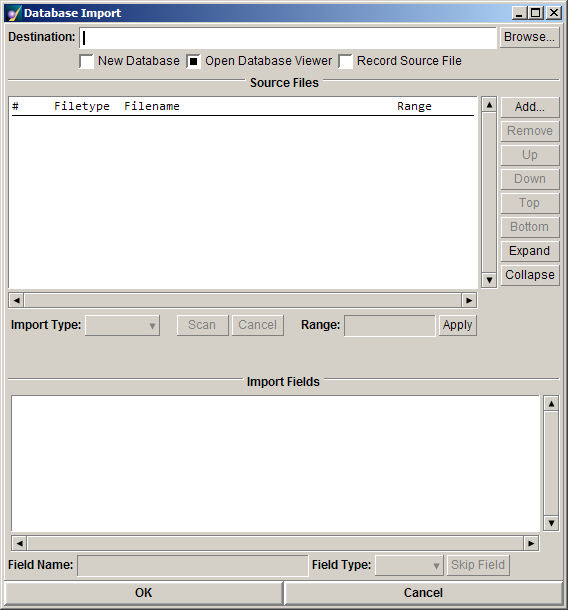 Database Import
Destination: Browse...
New Database Open Database Viewer Record Source File
Source Files
# Filetype Filename Range
Add...
Remove
Up
Down
Top
Bottom
Expand
Collapse
Import Type: Scan Cancel Range: Apply
Import Fields
Field Name: Field Type: Skip Field
OK Cancel